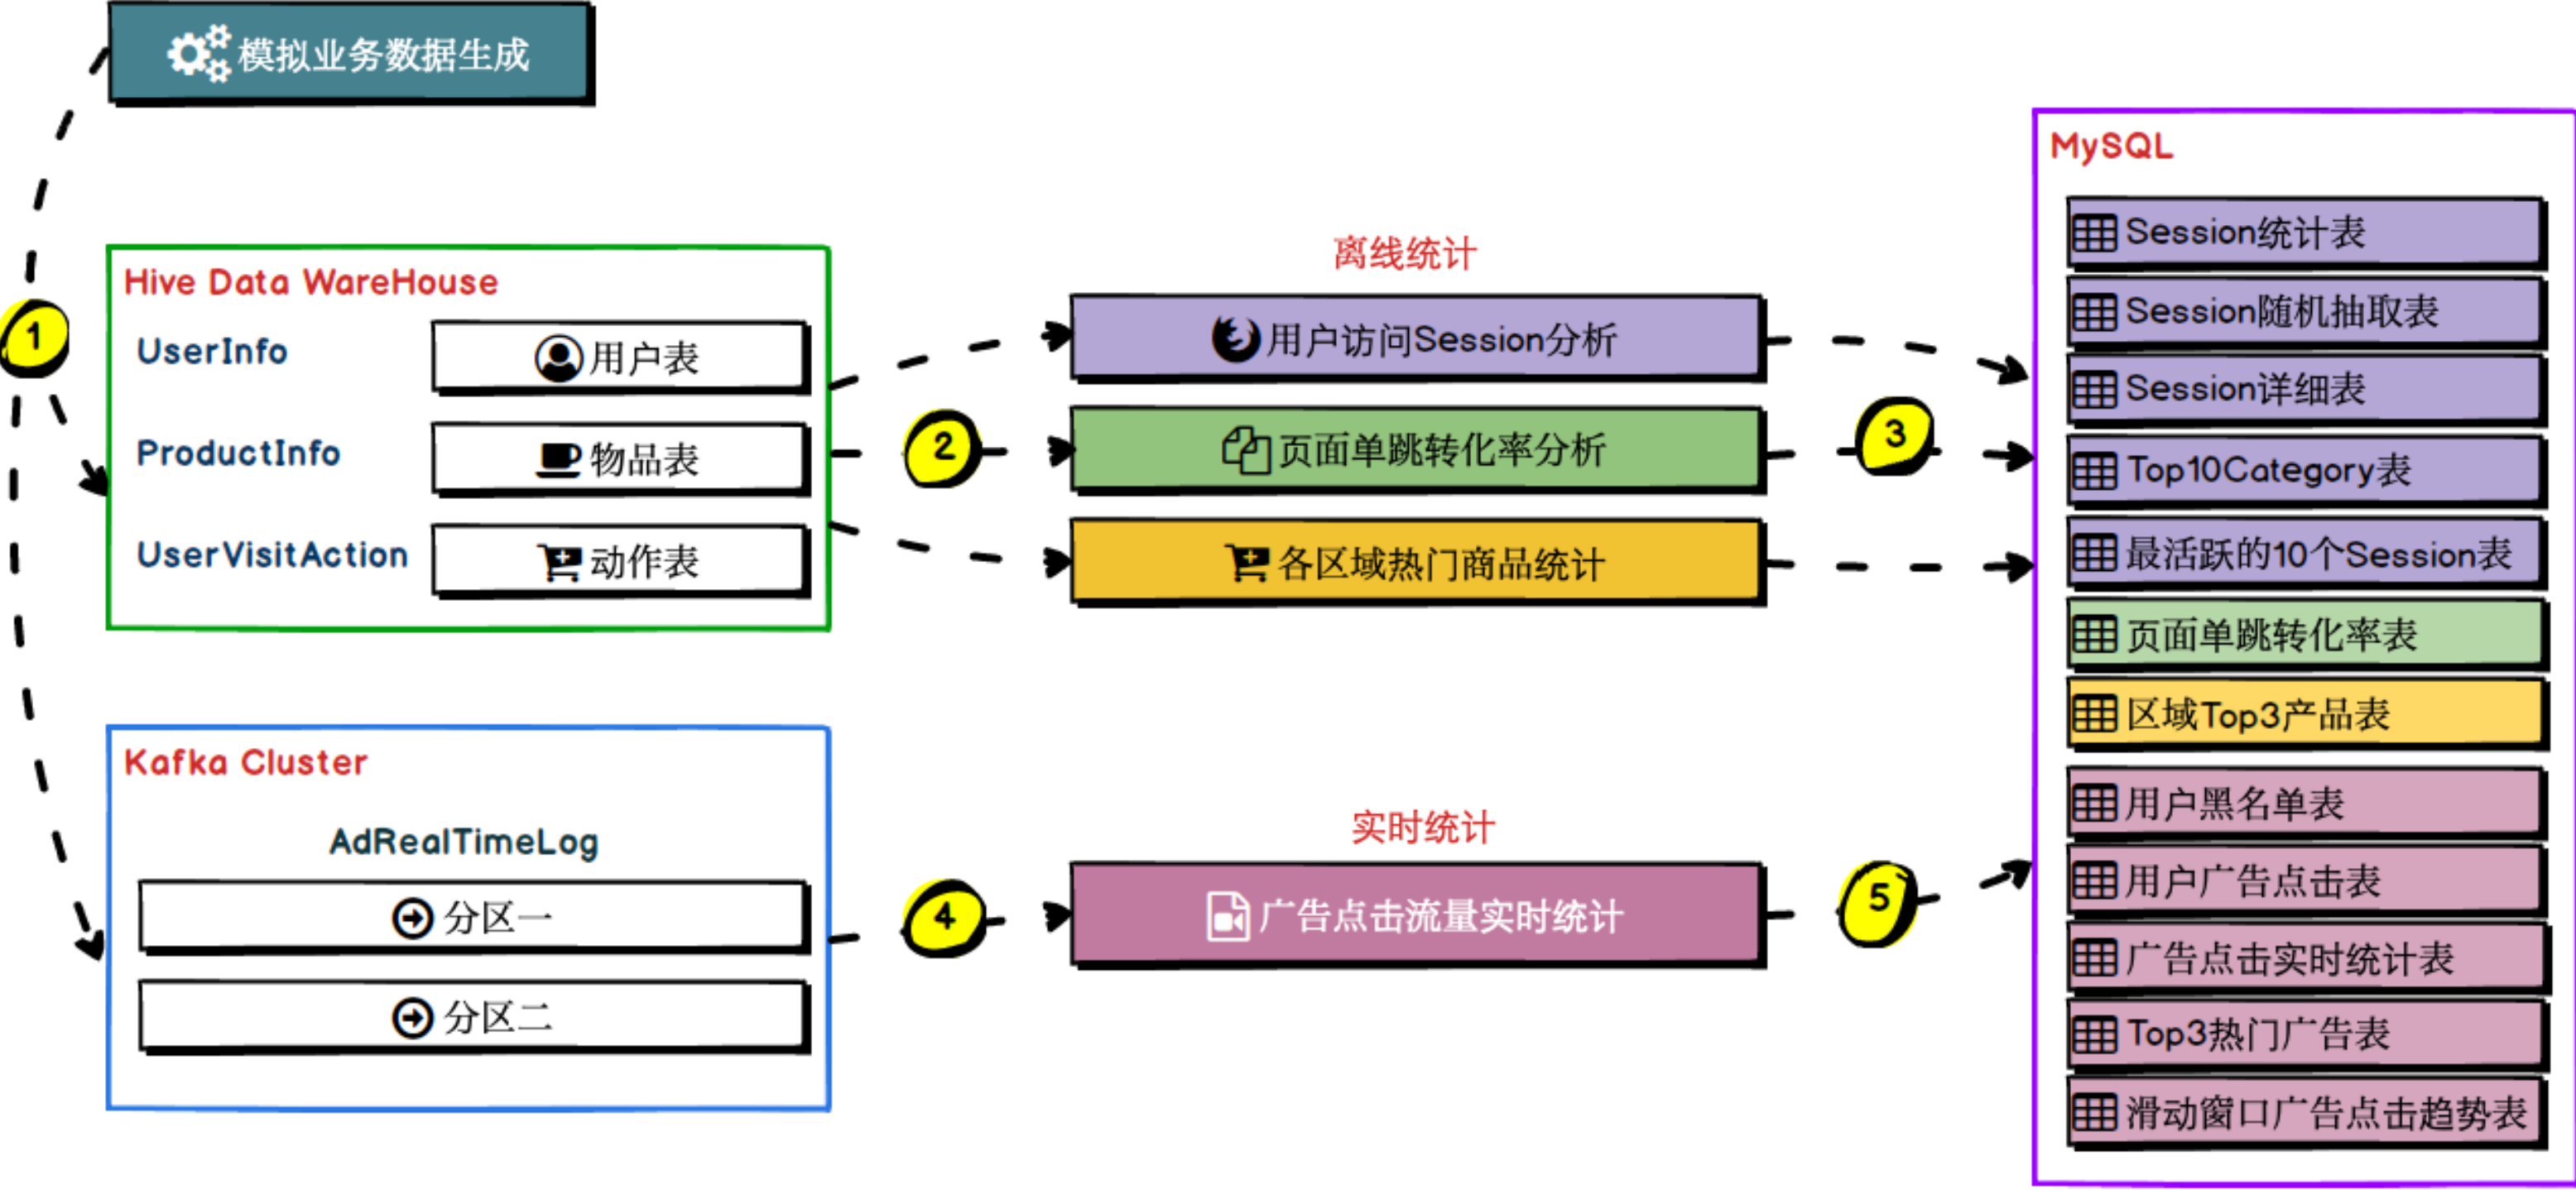 模拟业务数据生成
1
Hive Data WareHouse
UserInfo
用户表
ProductInfo
物品表
UserVisitAction
动作表
2
离线统计
用户访问Session分析
页面单跳转化率分析
各区域热门商品统计
3
Kafka Cluster
AdRealTimeLog
分区一
分区二
4
实时统计
广告点击流量实时统计
5
MySQL
Session统计表
Session随机抽取表
Session详细表
Top10Category表
最活跃的10个Session表
页面单跳转化率表
区域Top3产品表
用户黑名单表
用户广告点击表
广告点击实时统计表
Top3热门广告表
滑动窗口广告点击趋势表